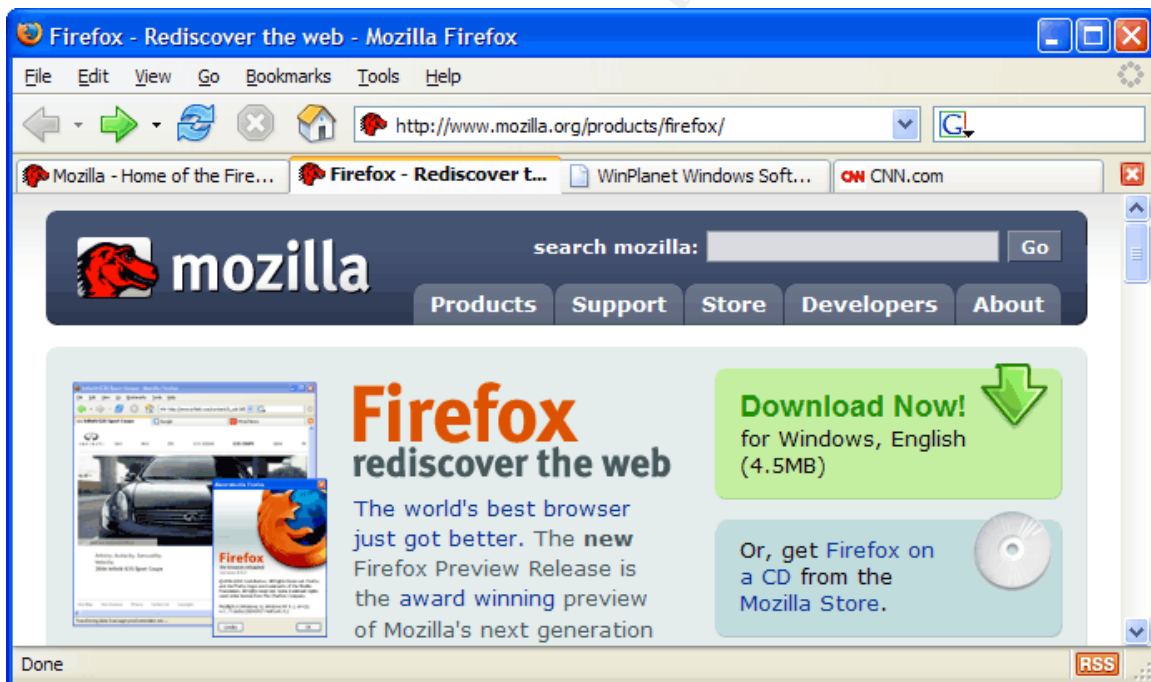 Firefox - Rediscover the web - Mozilla Firefox
File Edit View Go Bookmarks Tools Help
http://www.mozilla.org/products/firefox/
G
Mozilla - Home of the Fire... Firefox - Rediscover t... WinPlanet Windows Soft... CNN CNN.com
mozilla
search mozilla: Go
Products Support Store Developers About
Firefox
rediscover the web
The world's best browser
just got better. The new
Firefox Preview Release is
the award winning preview
of Mozilla's next generation
Firefox
Download Now!
for Windows, English
(4.5MB)
Or, get Firefox on
a CD from the
Mozilla Store.
Done RSS